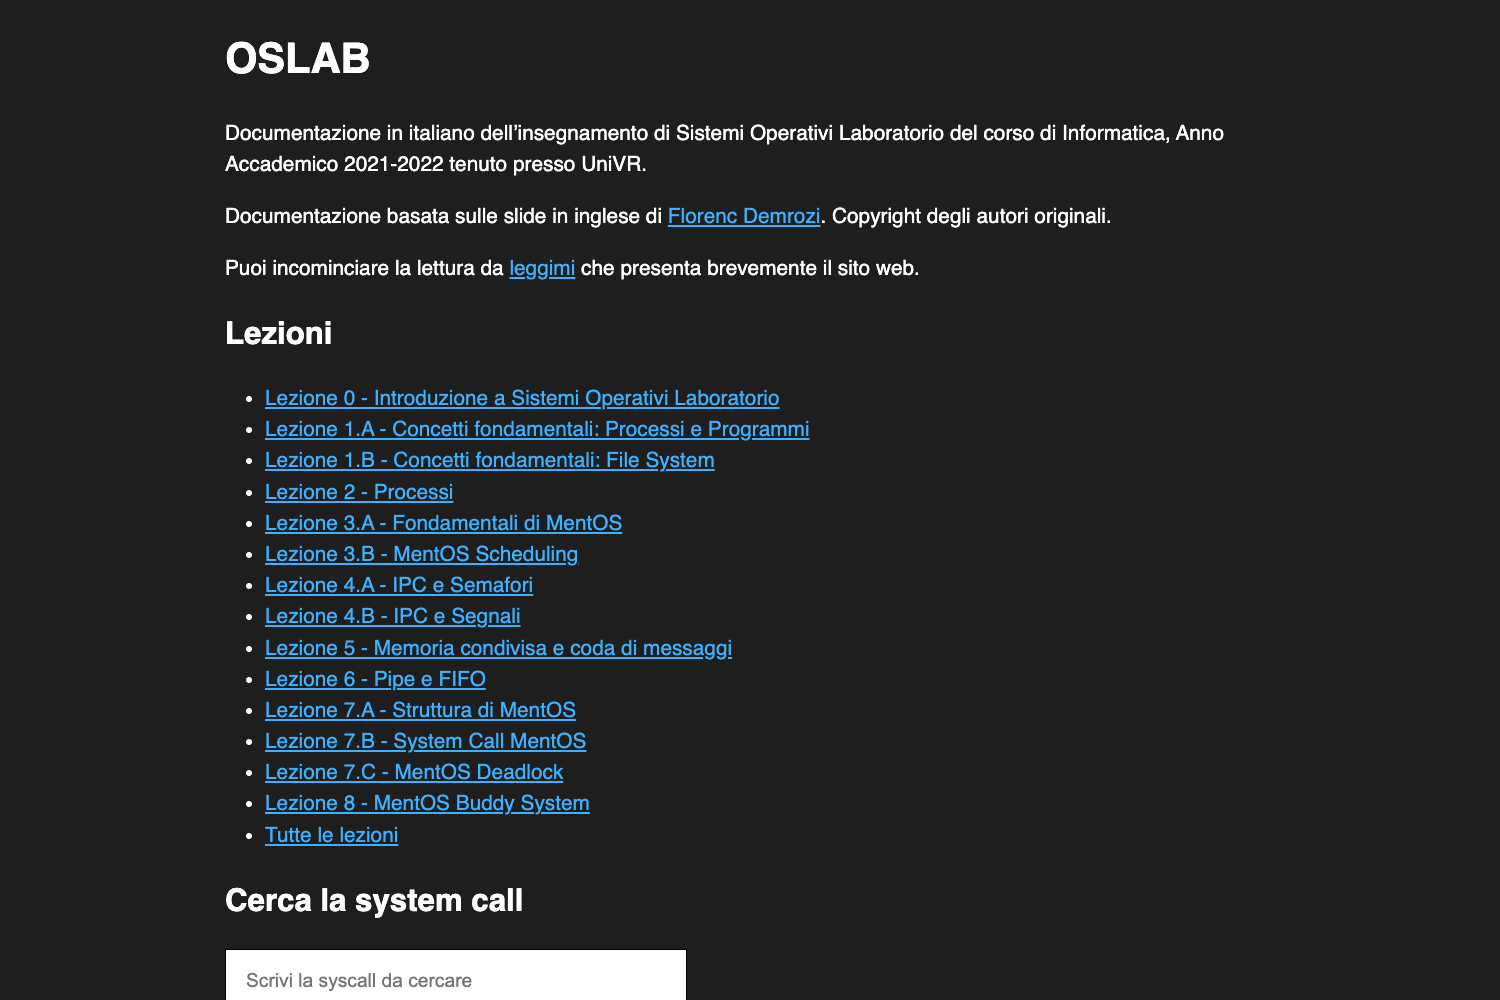 OSLAB
Documentazione in italiano dell’insegnamento di Sistemi Operativi Laboratorio del corso di Informatica, Anno
Accademico 2021-2022 tenuto presso UniVR.
Documentazione basata sulle slide in inglese di Florenc Demrozi. Copyright degli autori originali.
Puoi incominciare la lettura da leggimi che presenta brevemente il sito web.
Lezioni
Lezione 0 - Introduzione a Sistemi Operativi Laboratorio
Lezione 1.A - Concetti fondamentali: Processi e Programmi
Lezione 1.B - Concetti fondamentali: File System
Lezione 2 - Processi
Lezione 3.A - Fondamentali di MentOS
Lezione 3.B - MentOS Scheduling
Lezione 4.A - IPC e Semafori
Lezione 4.B - IPC e Segnali
Lezione 5 - Memoria condivisa e coda di messaggi
Lezione 6 - Pipe e FIFO
Lezione 7.A - Struttura di MentOS
Lezione 7.B - System Call MentOS
Lezione 7.C - MentOS Deadlock
Lezione 8 - MentOS Buddy System
Tutte le lezioni
Cerca la system call
Scrivi la syscall da cercare